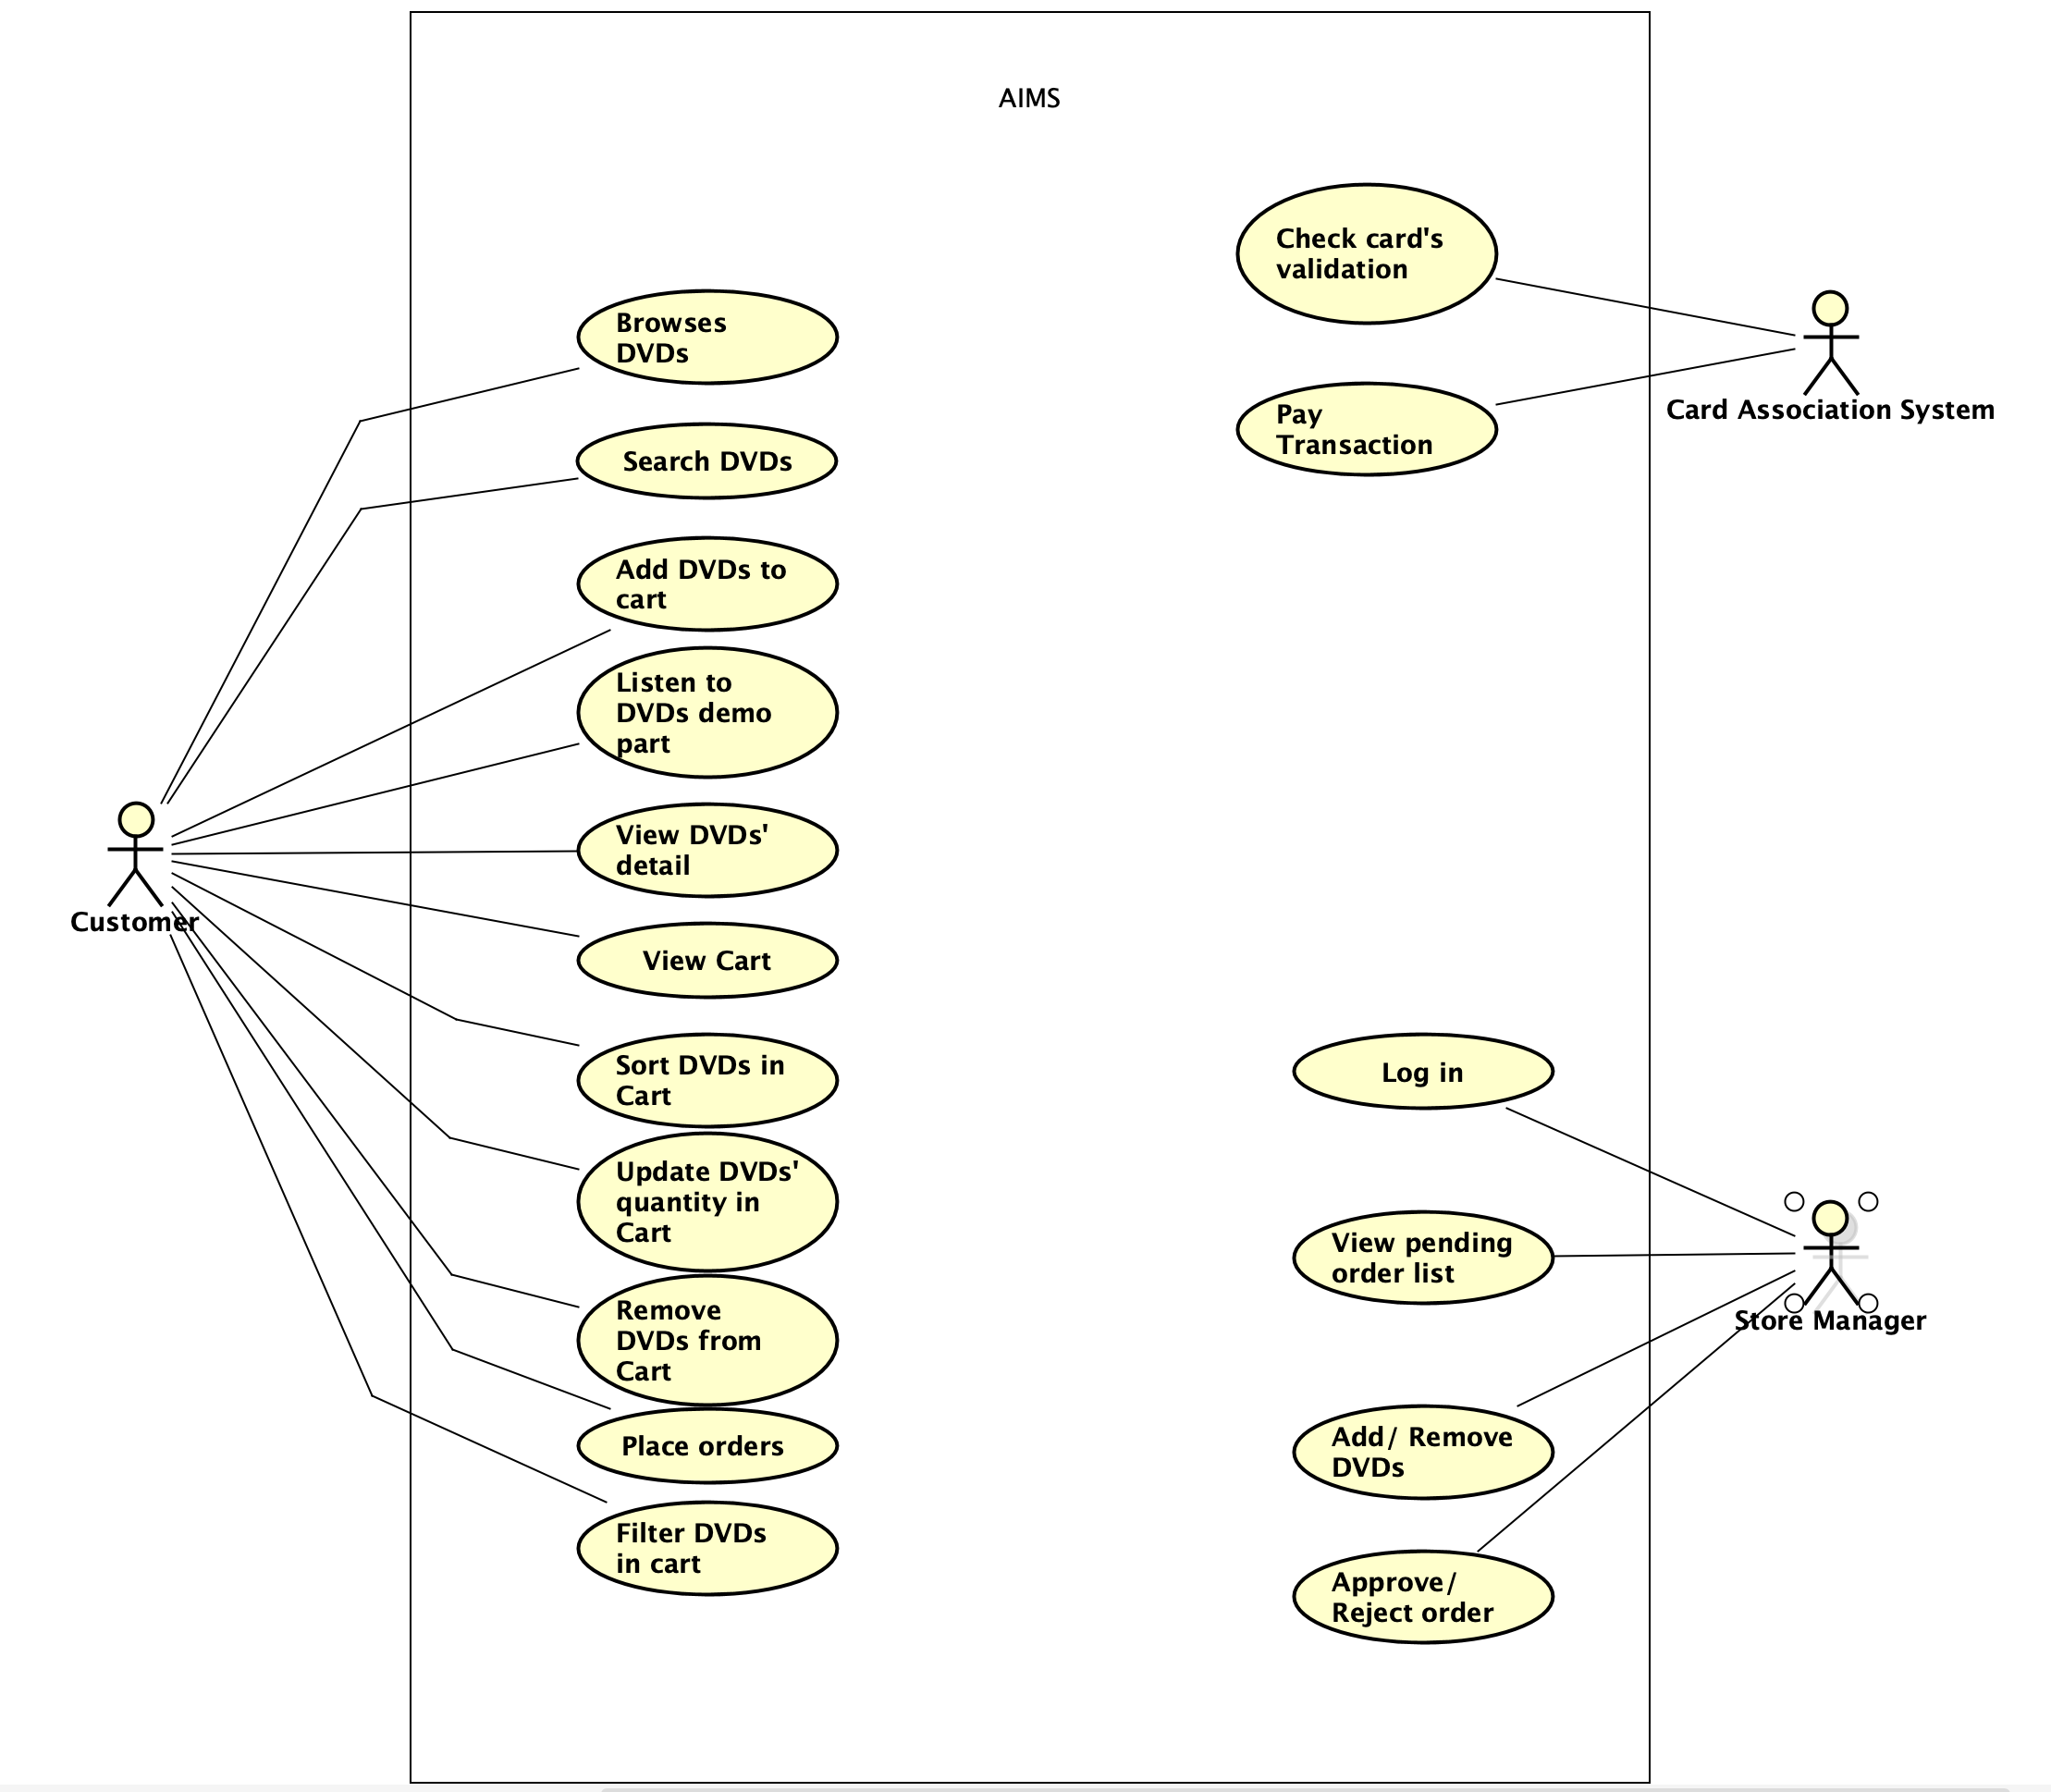 AIMS
Browses
DVDs
Search DVDs
Add DVDs to
cart
Listen to
DVDs demo
part
View DVDs'
detail
View Cart
Sort DVDs in
Cart
Update DVDs'
quantity in
Cart
Remove
DVDs from
Cart
Place orders
Filter DVDs
in cart
Customer
Check card's
validation
Pay
Transaction
Card Association System
Log in
View pending
order list
Add/ Remove
DVDs
Approve/
Reject order
Store Manager